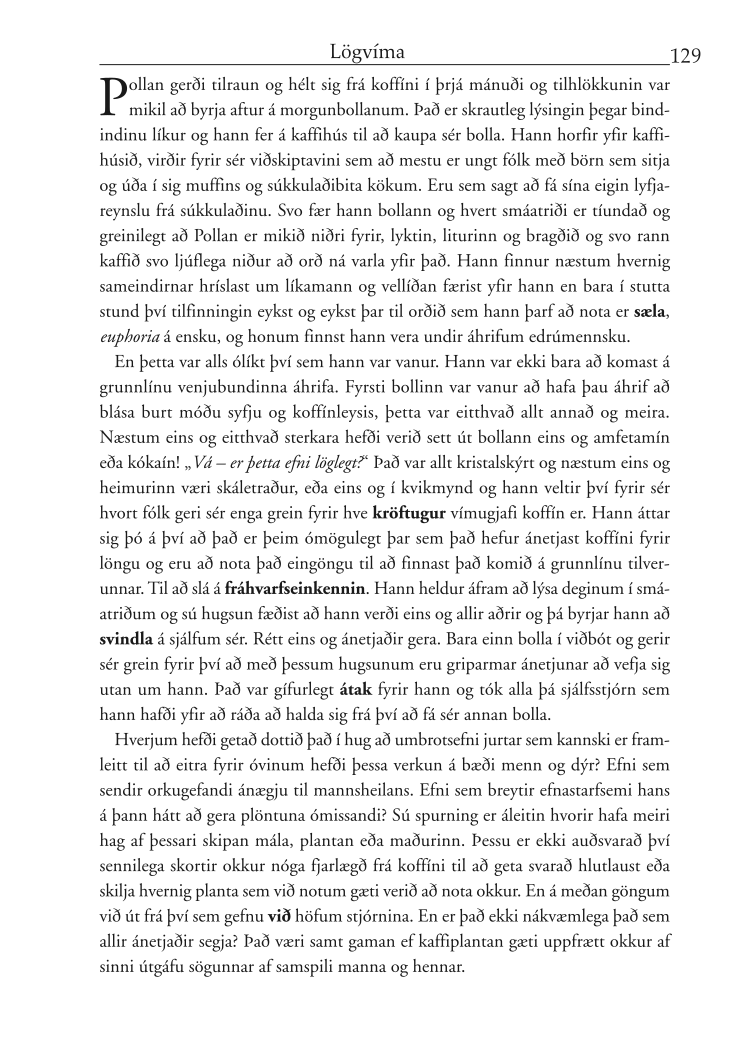 Lögvíma
129
Pollan gerði tilraun og hélt sig frá koffíni í þrjá mánuði og tilhlökkunin var
mikil að byrja aftur á morgunbollanum. Það er skrautleg lýsingin þegar bind-
indinu líkur og hann fer á kaffihús til að kaupa sér bolla. Hann horfir yfir kaffi-
húsið, virðir fyrir sér viðskiptavini sem að mestu er ungt fólk með börn sem sitja
og úða í sig muffins og súkkulaðibita kökum. Eru sem sagt að fá sína eigin lyfja-
reynslu frá súkkulaðinu. Svo fær hann bollann og hvert smáatriði er tíundað og
greinilegt að Pollan er mikið niðri fyrir, lyktin, liturinn og bragðið og svo rann
kaffið svo ljúflega niður að orð ná varla yfir það. Hann finnur næstum hvernig
sameindirnar hríslast um líkamann og vellíðan færist yfir hann en bara í stutta
stund því tilfinningin eykst og eykst þar til orðið sem hann þarf að nota er sæla,
euphoria á ensku, og honum finnst hann vera undir áhrifum edrúmennsku.
En þetta var alls ólíkt því sem hann var vanur. Hann var ekki bara að komast á
grunnlínu venjubundinna áhrifa. Fyrsti bollinn var vanur að hafa þau áhrif að
blása burt móðu syfju og koffínleysis, þetta var eitthvað allt annað og meira.
Næstum eins og eitthvað sterkara hefði verið sett út bollann eins og amfetamín
eða kókaín! „Vá – er þetta efni löglegt?“ Það var allt kristalskýrt og næstum eins og
heimurinn væri skáletraður, eða eins og í kvikmynd og hann veltir því fyrir sér
hvort fólk geri sér enga grein fyrir hve kröftugur vímugjafi koffín er. Hann áttar
sig þó á því að það er þeim ómögulegt þar sem það hefur ánetjast koffíni fyrir
löngu og eru að nota það eingöngu til að finnast það komið á grunnlínu tilver-
unnar. Til að slá á fráhvarfseinkennin. Hann heldur áfram að lýsa deginum í smá-
atriðum og sú hugsun fæðist að hann verði eins og allir aðrir og þá byrjar hann að
svindla á sjálfum sér. Rétt eins og ánetjaðir gera. Bara einn bolla í viðbót og gerir
sér grein fyrir því að með þessum hugsunum eru griparmar ánetjunar að vefja sig
utan um hann. Það var gífurlegt átak fyrir hann og tók alla þá sjálfsstjórn sem
hann hafði yfir að ráða að halda sig frá því að fá sér annan bolla.
Hverjum hefði getað dottið það í hug að umbrotsefni jurtar sem kannski er fram-
leitt til að eitra fyrir óvinum hefði þessa verkun á bæði menn og dýr? Efni sem
sendir orkugefandi ánægju til mannsheilans. Efni sem breytir efnastarfsemi hans
á þann hátt að gera plöntuna ómissandi? Sú spurning er áleitin hvorir hafa meiri
hag af þessari skipan mála, plantan eða maðurinn. Þessu er ekki auðsvarað því
sennilega skortir okkur nóga fjarlægð frá koffíni til að geta svarað hlutlaust eða
skilja hvernig planta sem við notum gæti verið að nota okkur. En á meðan göngum
við út frá því sem gefnu við höfum stjórnina. En er það ekki nákvæmlega það sem
allir ánetjaðir segja? Það væri samt gaman ef kaffiplantan gæti uppfrætt okkur af
sinni útgáfu sögunnar af samspili manna og hennar.